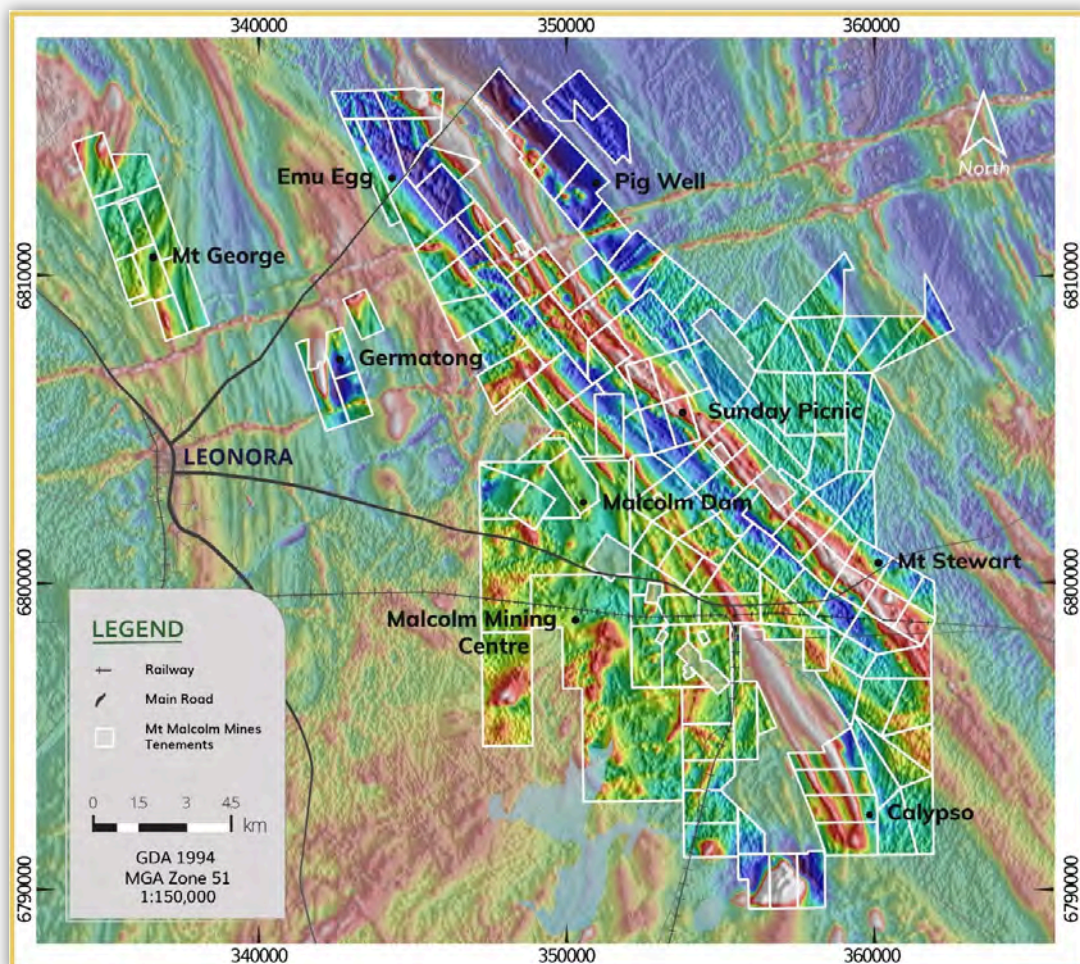 340000
350000
360000
North
Emu Egg
Pig Well
Mt George
6810000
6810000
Germatong
Sunday Picnic
LEONORA
Malcolm Dam
Mt Stewart
6800000
6800000
Malcolm Mining
Centre
LEGEND
Railway
Main Road
Mt Malcolm Mines
Tenements
0 1.5 3 4.5
km
GDA 1994
MGA Zone 51
1:150,000
Calypso
6790000
6790000
340000
350000
360000